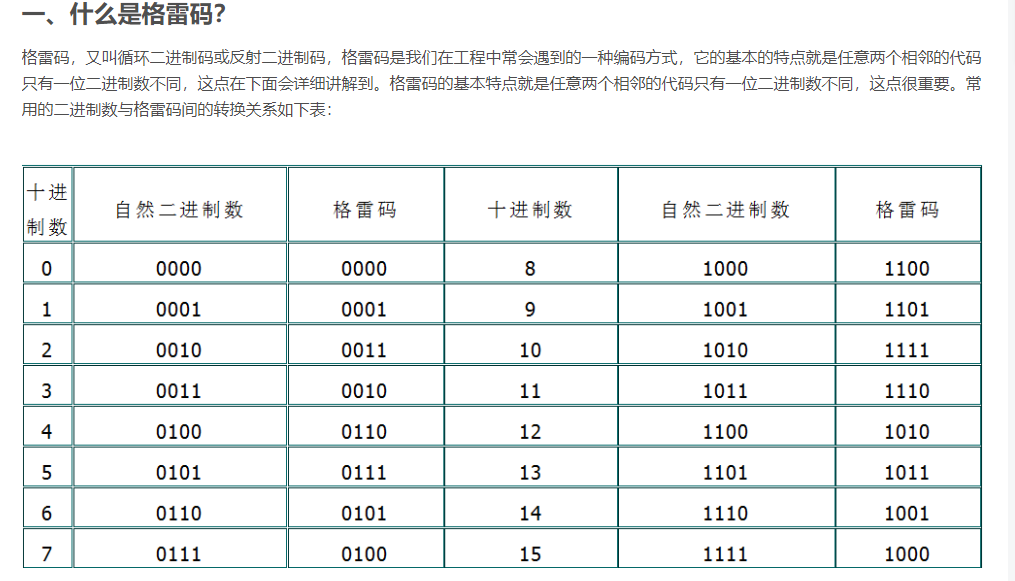 一、什么是格雷码？
格雷码，又叫循环二进制码或反射二进制码，格雷码是我们在工程中常会遇到的一种编码方式，它的基本的特点就是任意两个相邻的代码
只有一位二进制数不同，这点在下面会详细讲解到。格雷码的基本特点就是任意两个相邻的代码只有一位二进制数不同，这点很重要。常
用的二进制数与格雷码间的转换关系如下表：
十进制数 自然二进制数 格雷码 十进制数 自然二进制数 格雷码
0 0000 0000 8 1000 1100
1 0001 0001 9 1001 1101
2 0010 0011 10 1010 1111
3 0011 0010 11 1011 1110
4 0100 0110 12 1100 1010
5 0101 0111 13 1101 1011
6 0110 0101 14 1110 1001
7 0111 0100 15 1111 1000